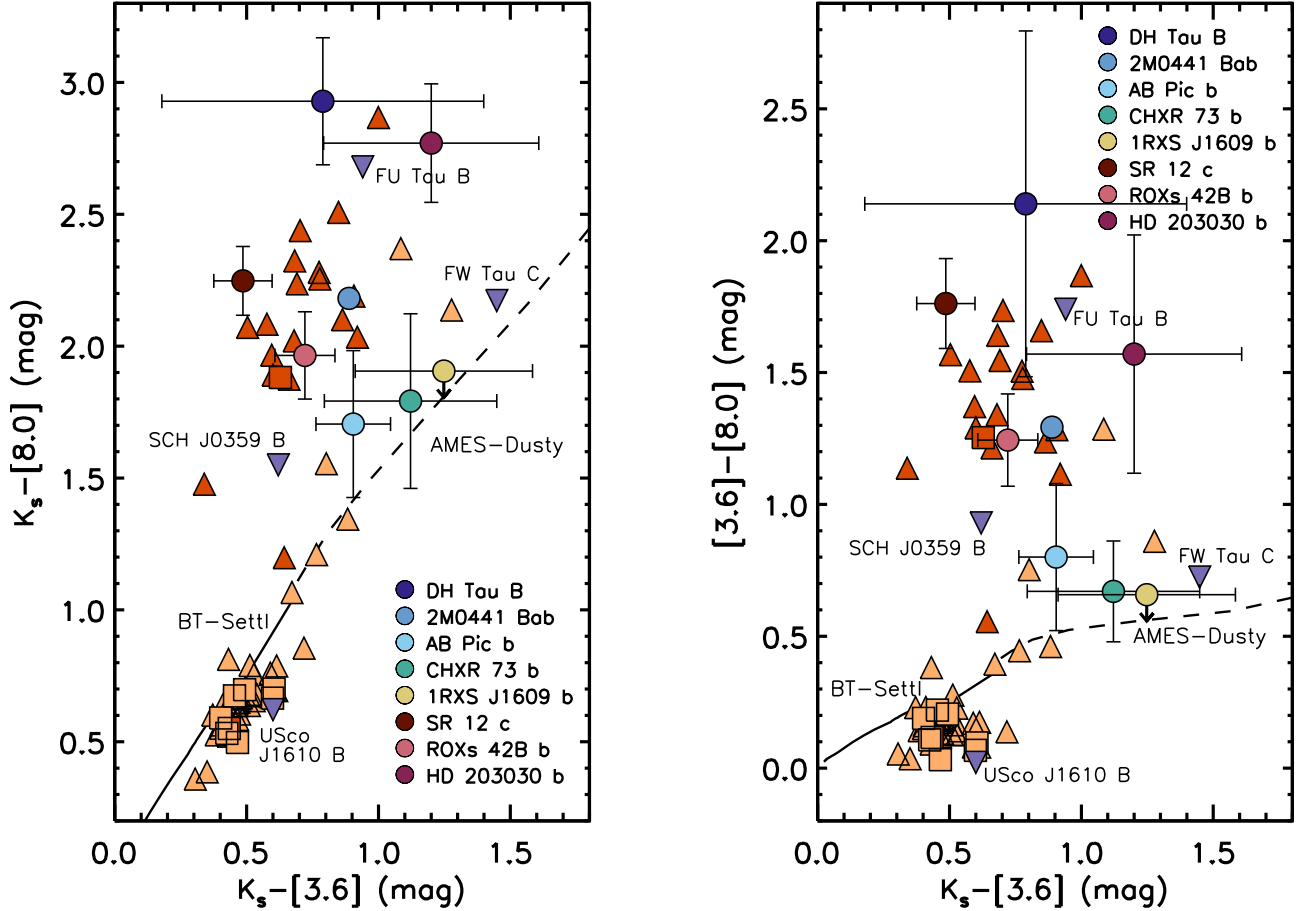 3.0
2.5
2.0
1.5
1.0
0.5
0.0
0.5
1.0
1.5
Kₛ−[8.0] (mag)
Kₛ−[3.6] (mag)
FU Tau B
FW Tau C
SCH J0359 B
AMES−Dusty
BT−Settl
USco
J1610 B
DH Tau B
2M0441 Bab
AB Pic b
CHXR 73 b
1RXS J1609 b
SR 12 c
ROXs 42B b
HD 203030 b
2.5
2.0
1.5
1.0
0.5
0.0
0.0
0.5
1.0
1.5
[3.6]−[8.0] (mag)
Kₛ−[3.6] (mag)
DH Tau B
2M0441 Bab
AB Pic b
CHXR 73 b
1RXS J1609 b
SR 12 c
ROXs 42B b
HD 203030 b
FU Tau B
SCH J0359 B
FW Tau C
AMES−Dusty
BT−Settl
USco J1610 B